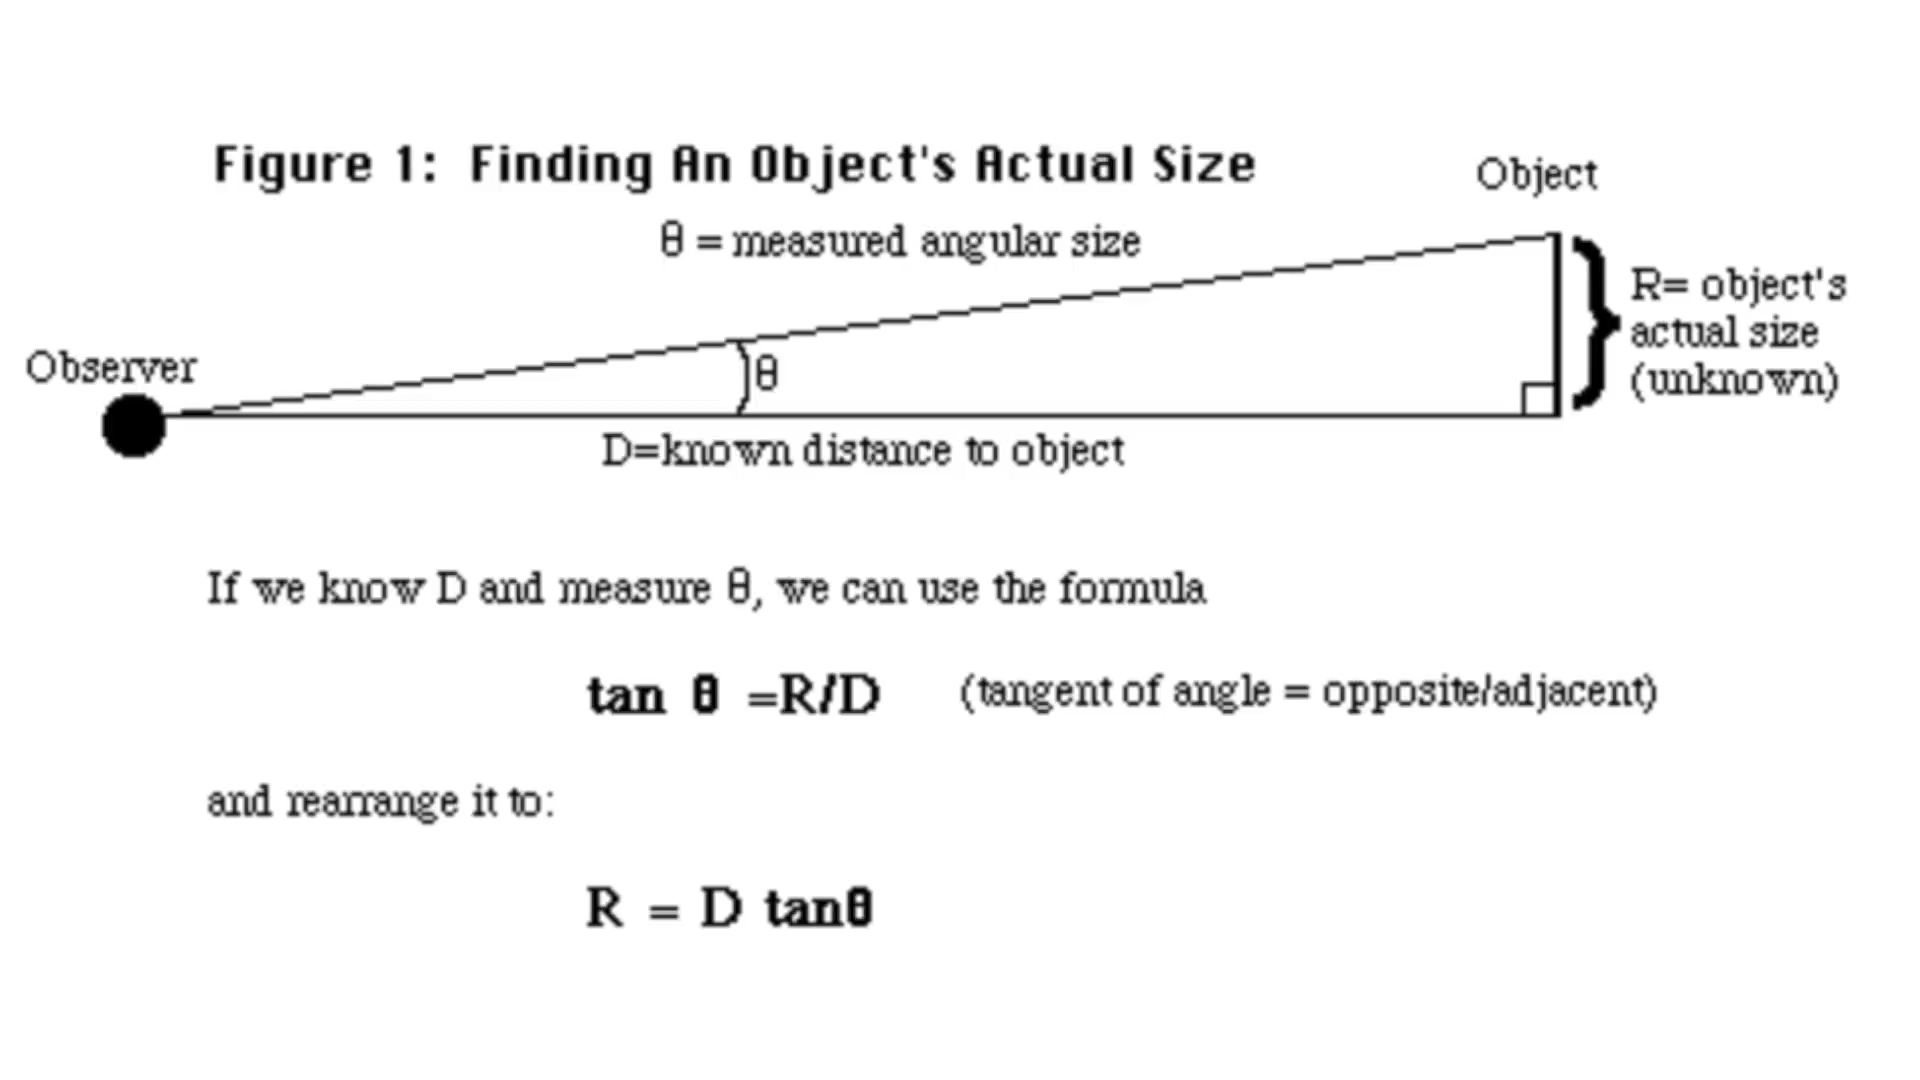 Figure 1: Finding An Object's Actual Size
Object
θ = measured angular size
R= object's
actual size
(unknown)
Observer
θ
D=known distance to object
If we know D and measure θ, we can use the formula
tan θ =R/D (tangent of angle = opposite/adjacent)
and rearrange it to:
R = D tanθ